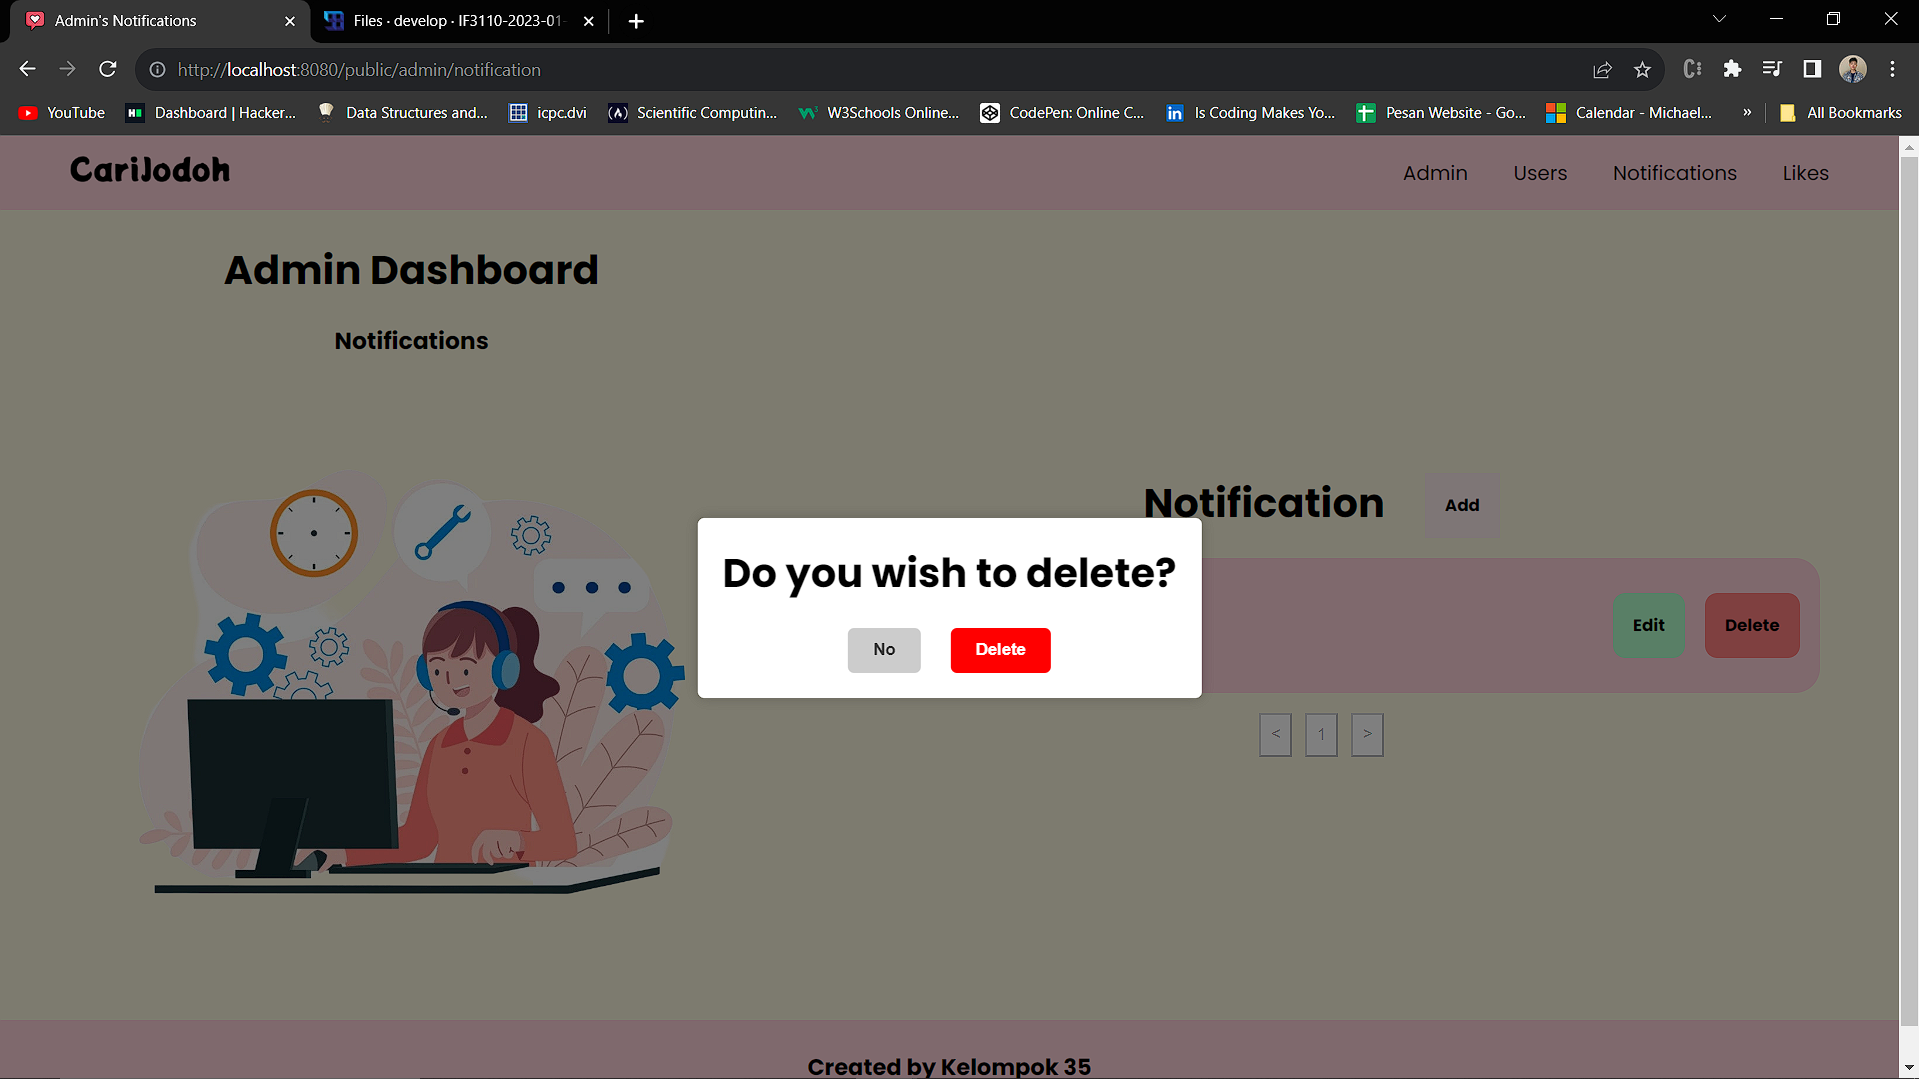 Admin's Notifications
Files · develop · IF3110-2023-01-
http://localhost:8080/public/admin/notification
YouTube
Dashboard | Hacker...
Data Structures and...
icpc.dvi
Scientific Computin...
W3Schools Online...
CodePen: Online C...
Is Coding Makes Yo...
Pesan Website - Go...
Calendar - Michael...
»
All Bookmarks
CariJodoh
Admin
Users
Notifications
Likes
Admin Dashboard
Notifications
Notification
Add
Do you wish to delete?
No
Delete
Edit
Delete
<
1
>
Created by Kelompok 35